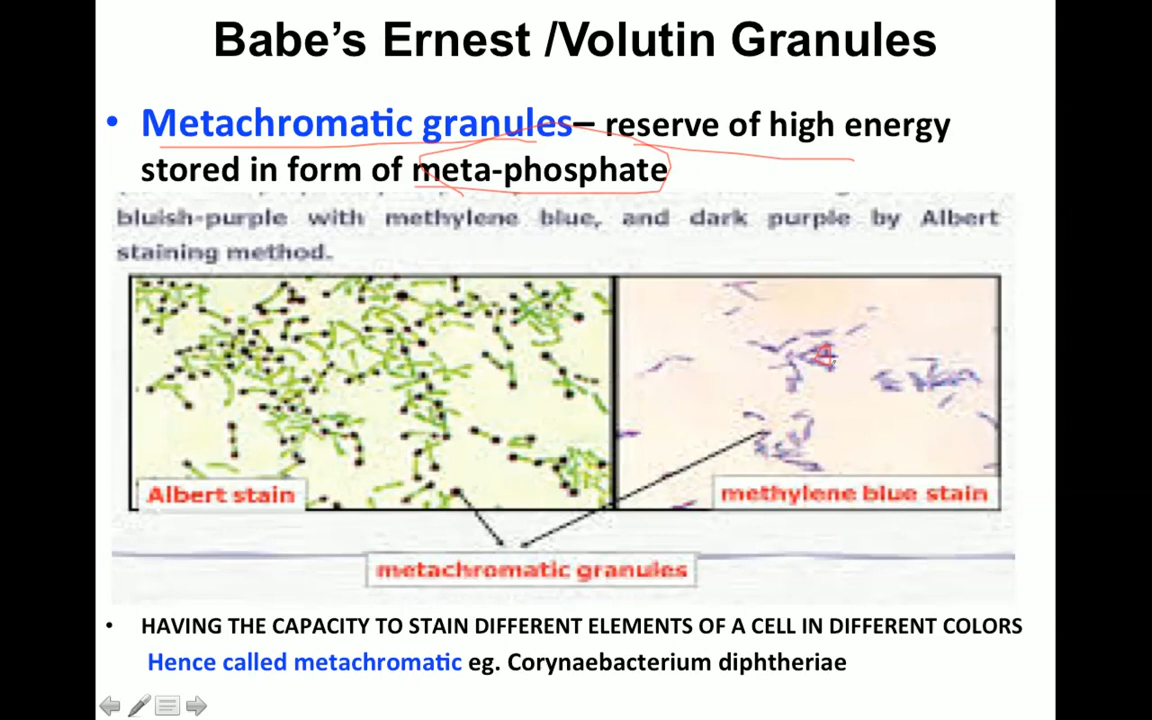 Babe's Ernest /Volutin Granules
• Metachromatic granules– reserve of high energy
stored in form of meta-phosphate
bluish-purple with methylene blue, and dark purple by Albert
staining method.
Albert stain
methylene blue stain
metachromatic granules
• HAVING THE CAPACITY TO STAIN DIFFERENT ELEMENTS OF A CELL IN DIFFERENT COLORS
Hence called metachromatic eg. Corynaebacterium diphtheriae